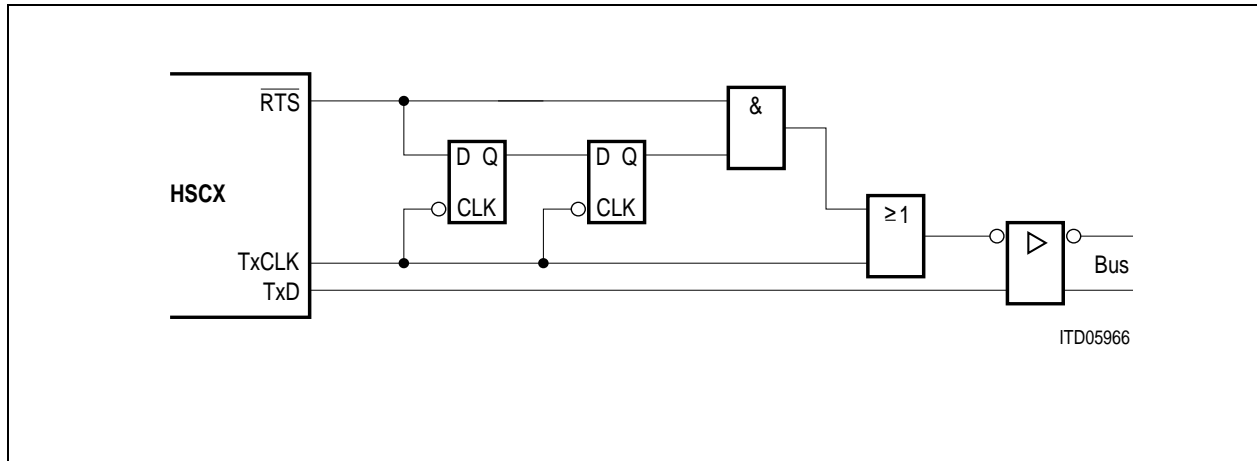 RTS
&
D Q
D Q
HSCX
CLK
CLK
≥1
TxCLK
Bus
TxD
ITD05966